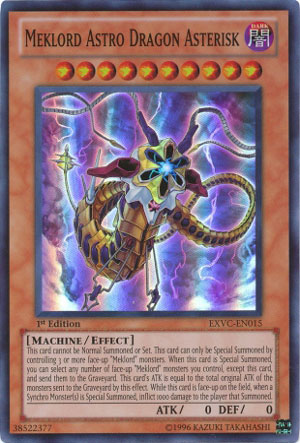 MEKLORD ASTRO DRAGON ASTERISK
DARK
闇
1st Edition
EXVC-EN015
[MACHINE / EFFECT]
This card cannot be Normal Summoned or Set. This card can only be Special Summoned by
controlling 3 or more face-up "Meklord" monsters. When this card is Special Summoned,
you can select any number of face-up "Meklord" monsters you control, except this card,
and send them to the Graveyard. This card's ATK is equal to the total original ATK of the
monsters sent to the Graveyard by this effect. While this card is face-up on the field, when a
Synchro Monster(s) is Special Summoned, inflict 1000 damage to the player that Summoned.
ATK/ 0 DEF/ 0
38522377
©1996 KAZUKI TAKAHASHI